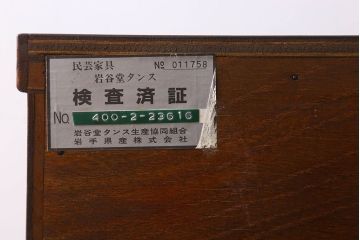 民芸家具 № 011758
岩谷堂タンス
検査済証
No. 400-2-23616
岩谷堂タンス生産協同組合
岩手県産株式会社